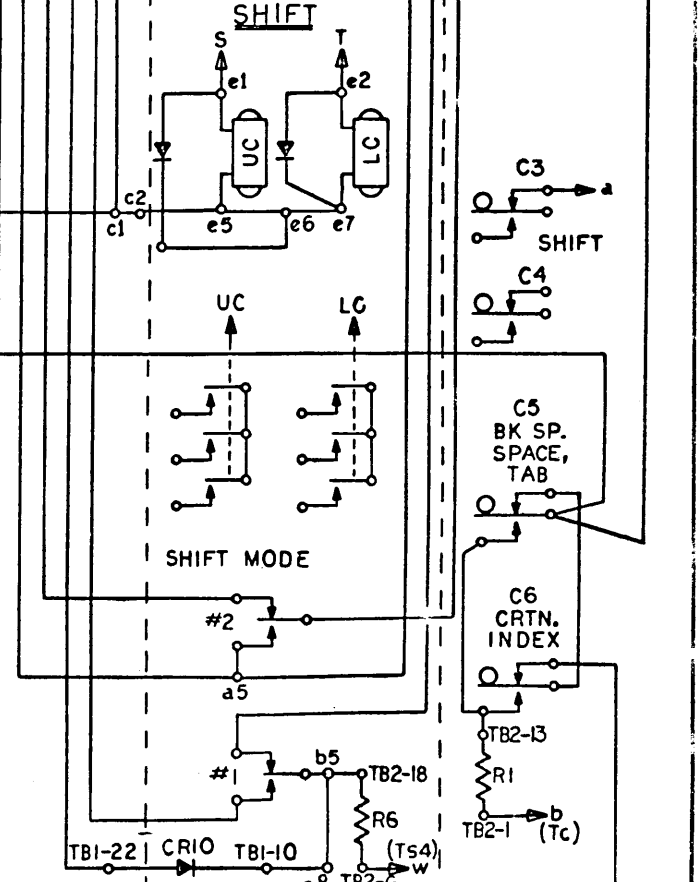 SHIFT
S
T
e1
e2
UC
LC
C3
a
c2
c1
e5
e6
e7
SHIFT
C4
UC
LC
C5
BK SP.
SPACE,
TAB
SHIFT MODE
#2
C6
CRTN.
INDEX
a5
TB2-13
b5
#1
TB2-18
R1
R6
b
TB2-1
(Tc)
TB1-22
CR10
TB1-10
(TS4)
W